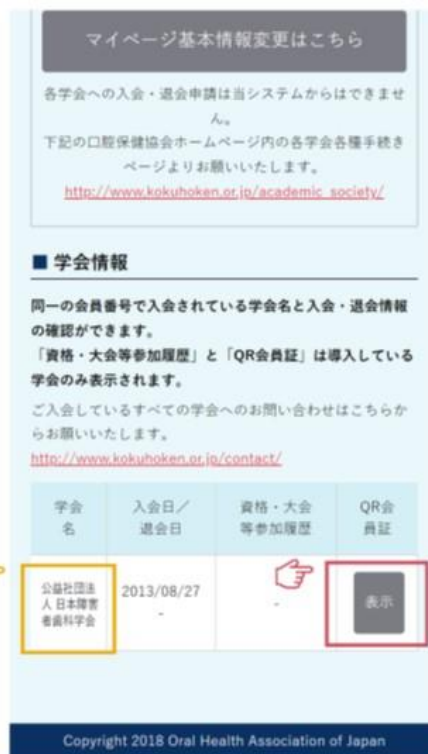 マイページ基本情報変更はこちら
各学会への入会・退会申請は当システムからはできませ
ん。
下記の口腔保健協会ホームページ内の各学会各種手続き
ページよりお願いいたします。
http://www.kokuhoken.or.jp/academic_society/
■ 学会情報
同一の会員番号で入会されている学会名と入会・退会情報
の確認ができます。
「資格・大会等参加履歴」と「QR会員証」は導入している
学会のみ表示されます。
ご入会しているすべての学会へのお問い合わせはこちらか
らお願いいたします。
http://www.kokuhoken.or.jp/contact/
学会
名
入会日／
退会日
資格・大会
等参加履歴
QR会
員証
公益社団法
人 日本障害
者歯科学会
2013/08/27
-
-
表示
Copyright 2018 Oral Health Association of Japan